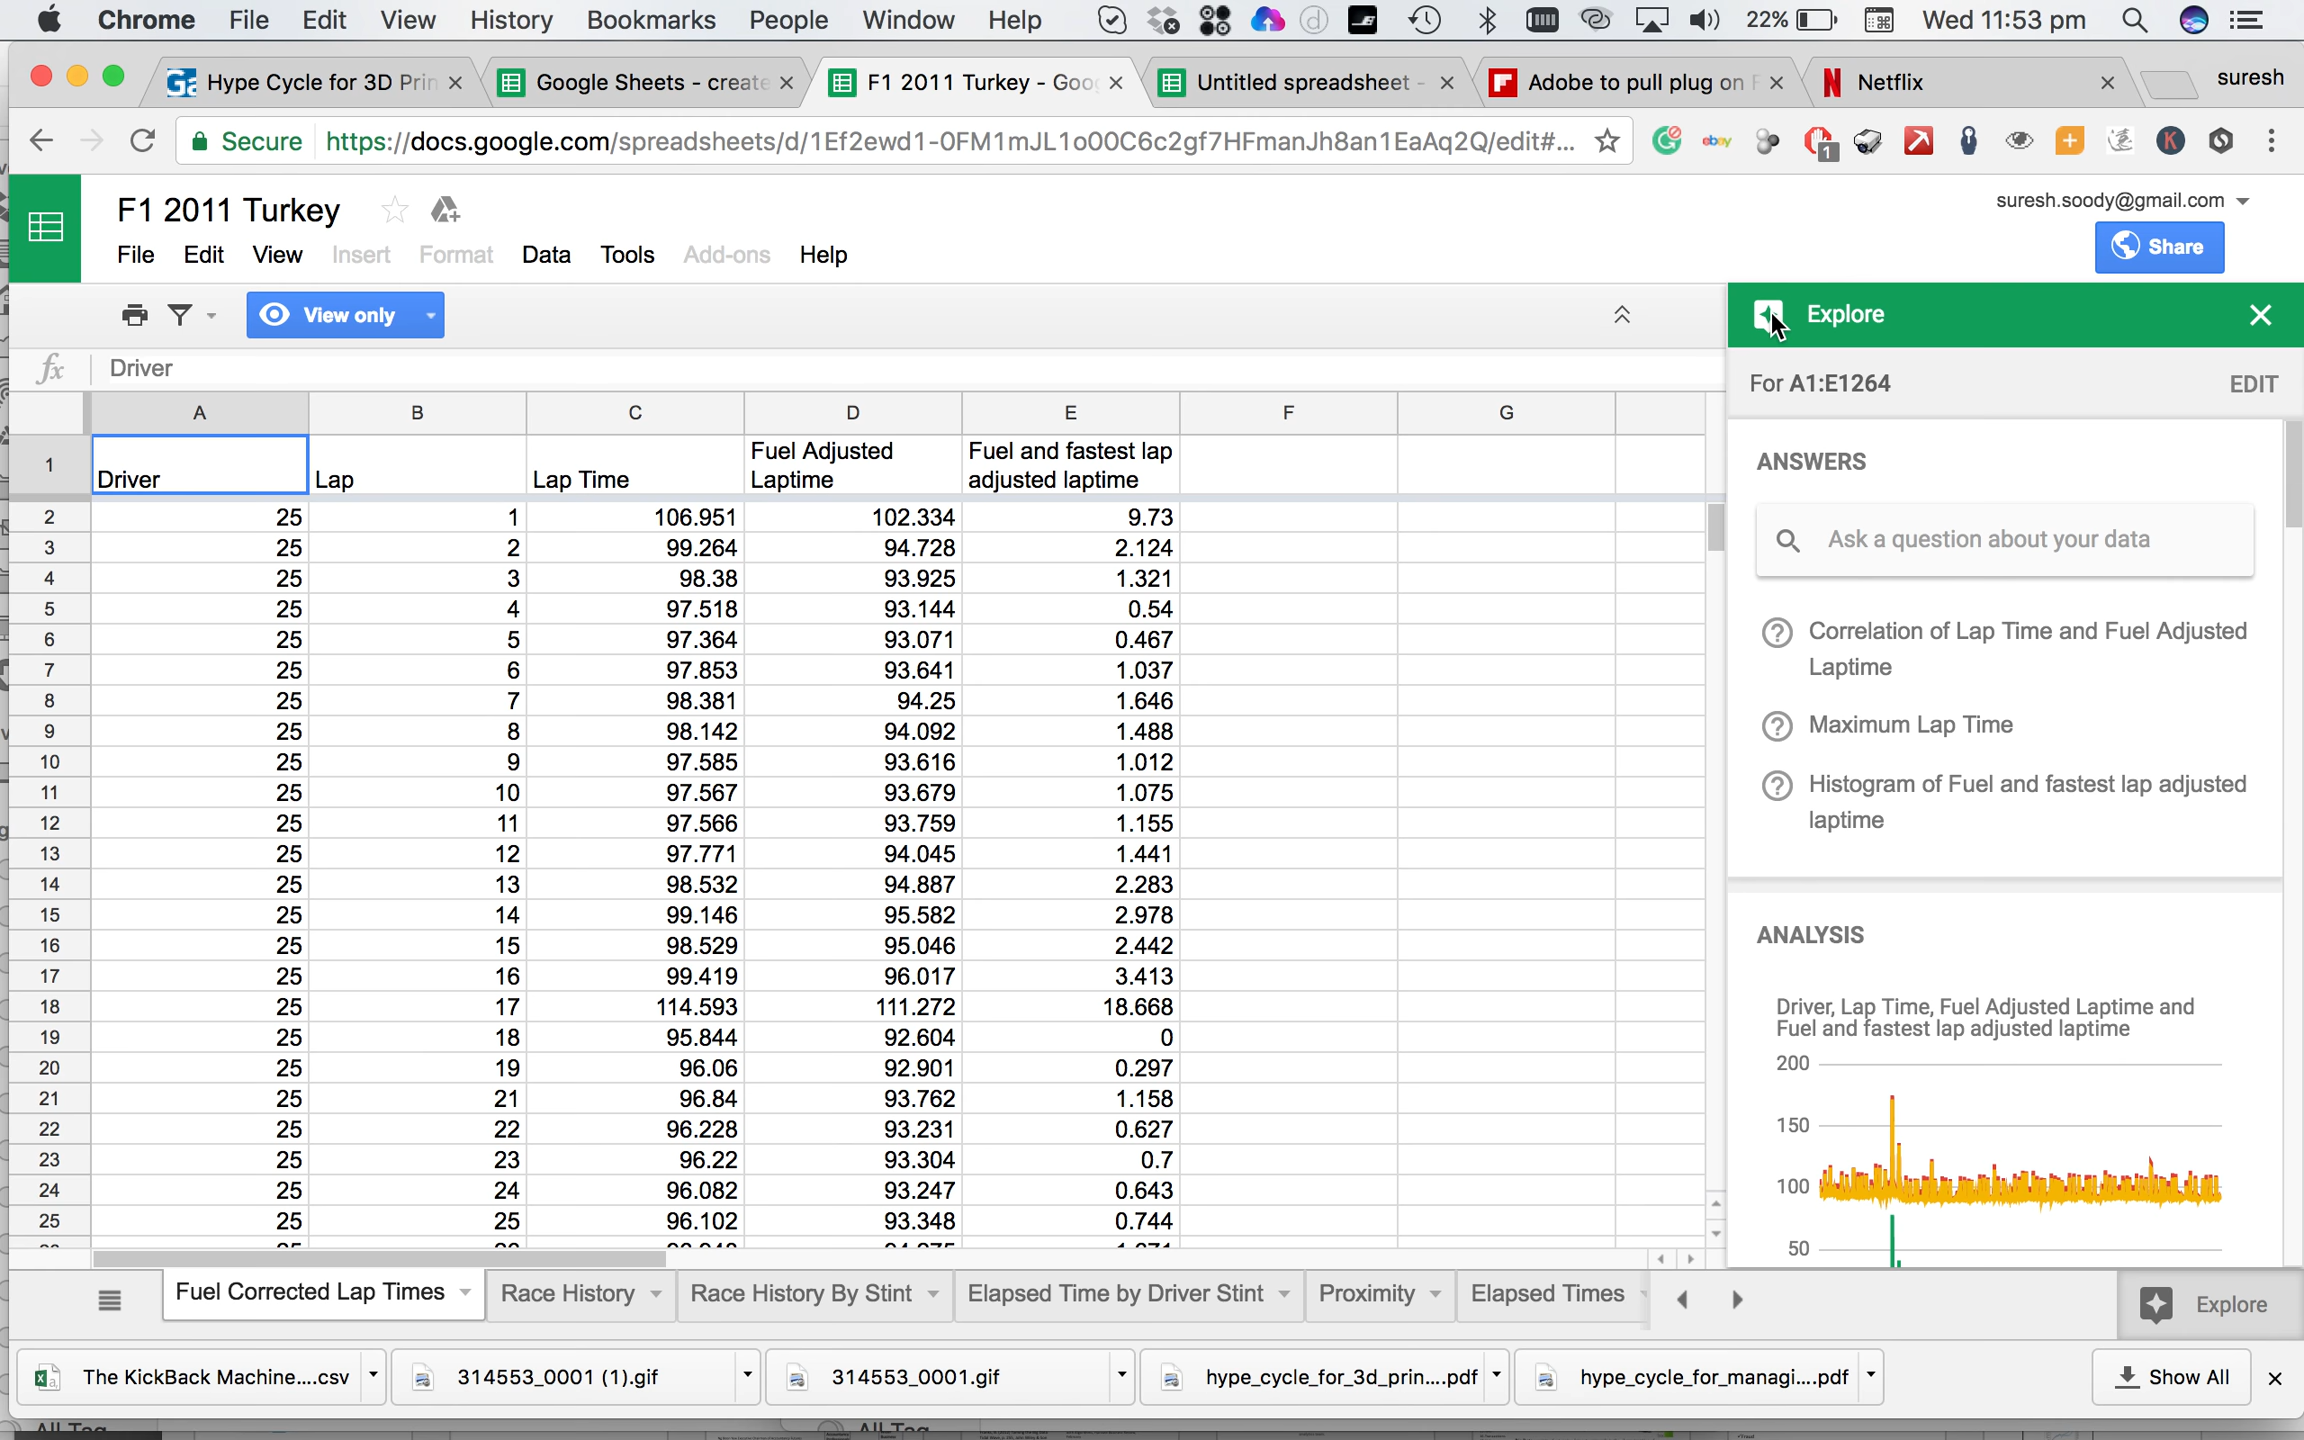 Chrome File Edit View History Bookmarks People Window Help 22% Wed 11:53 pm
Hype Cycle for 3D Prin Google Sheets - create F1 2011 Turkey - Goo Untitled spreadsheet - Adobe to pull plug on F Netflix suresh
Secure https://docs.google.com/spreadsheets/d/1Ef2ewd1-0FM1mJL1o00C6c2gf7HFmanJh8an1EaAq2Q/edit#... ebay 1 K
F1 2011 Turkey suresh.soody@gmail.com
File Edit View Insert Format Data Tools Add-ons Help Share
View only
fx Driver
A B C D E F G
1 Driver Lap Lap Time Fuel Adjusted Laptime Fuel and fastest lap adjusted laptime
2 25 1 106.951 102.334 9.73
3 25 2 99.264 94.728 2.124
4 25 3 98.38 93.925 1.321
5 25 4 97.518 93.144 0.54
6 25 5 97.364 93.071 0.467
7 25 6 97.853 93.641 1.037
8 25 7 98.381 94.25 1.646
9 25 8 98.142 94.092 1.488
10 25 9 97.585 93.616 1.012
11 25 10 97.567 93.679 1.075
12 25 11 97.566 93.759 1.155
13 25 12 97.771 94.045 1.441
14 25 13 98.532 94.887 2.283
15 25 14 99.146 95.582 2.978
16 25 15 98.529 95.046 2.442
17 25 16 99.419 96.017 3.413
18 25 17 114.593 111.272 18.668
19 25 18 95.844 92.604 0
20 25 19 96.06 92.901 0.297
21 25 21 96.84 93.762 1.158
22 25 22 96.228 93.231 0.627
23 25 23 96.22 93.304 0.7
24 25 24 96.082 93.247 0.643
25 25 25 96.102 93.348 0.744
Explore
For A1:E1264 EDIT
ANSWERS
Ask a question about your data
Correlation of Lap Time and Fuel Adjusted
Laptime
Maximum Lap Time
Histogram of Fuel and fastest lap adjusted
laptime
ANALYSIS
Driver, Lap Time, Fuel Adjusted Laptime and
Fuel and fastest lap adjusted laptime
200
150
100
50
Fuel Corrected Lap Times Race History Race History By Stint Elapsed Time by Driver Stint Proximity Elapsed Times Explore
The KickBack Machine....csv 314553_0001 (1).gif 314553_0001.gif hype_cycle_for_3d_prin....pdf hype_cycle_for_managi....pdf Show All